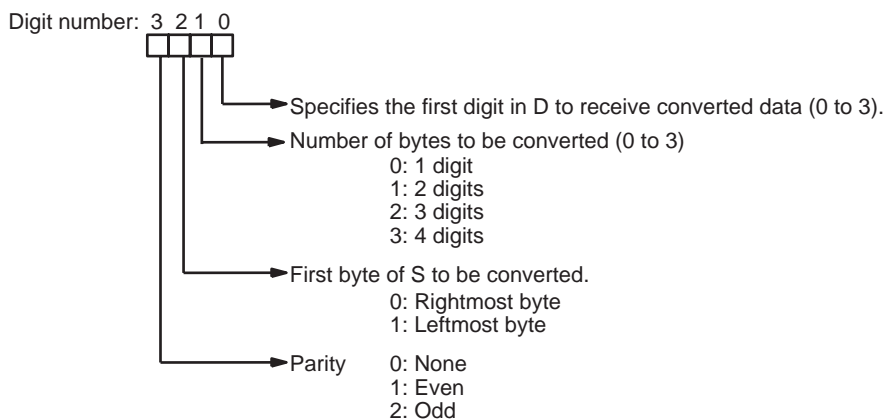 Digit number: 3 2 1 0
Specifies the first digit in D to receive converted data (0 to 3).
Number of bytes to be converted (0 to 3)
0: 1 digit
1: 2 digits
2: 3 digits
3: 4 digits
First byte of S to be converted.
0: Rightmost byte
1: Leftmost byte
Parity 0: None
1: Even
2: Odd